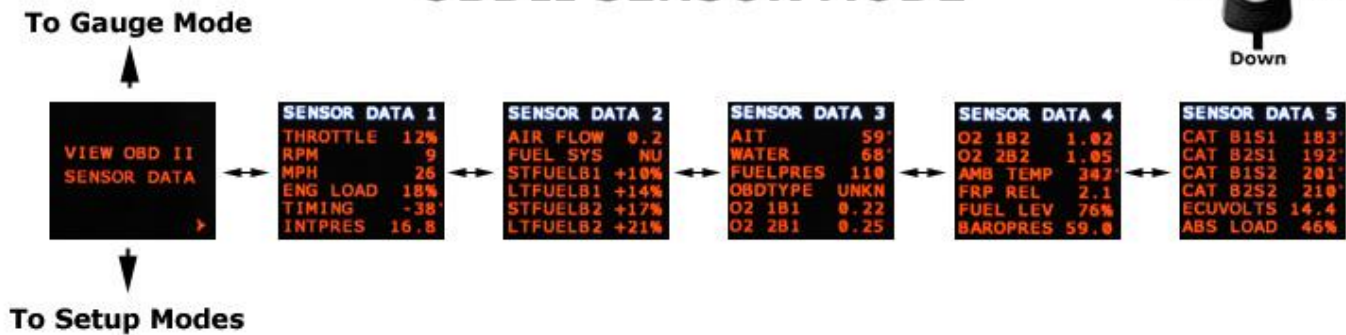 To Gauge Mode
Down
VIEW OBD II
SENSOR DATA
SENSOR DATA 1
THROTTLE 12%
RPM 9
MPH 26
ENG LOAD 18%
TIMING -38°
INTPRES 16.8
SENSOR DATA 2
AIR FLOW 0.2
FUEL SYS NU
STFUELB1 +10%
LTFUELB1 +14%
STFUELB2 +17%
LTFUELB2 +21%
SENSOR DATA 3
AIT 59°
WATER 68°
FUELPRES 110
OBDTYPE UNKN
O2 1B1 0.22
O2 2B1 0.25
SENSOR DATA 4
O2 1B2 1.02
O2 2B2 1.05
AMB TEMP 342°
FRP REL 2.1
FUEL LEV 76%
BAROPRES 59.0
SENSOR DATA 5
CAT B1S1 183°
CAT B2S1 192°
CAT B1S2 201°
CAT B2S2 210°
ECUVOLTS 14.4
ABS LOAD 46%
To Setup Modes